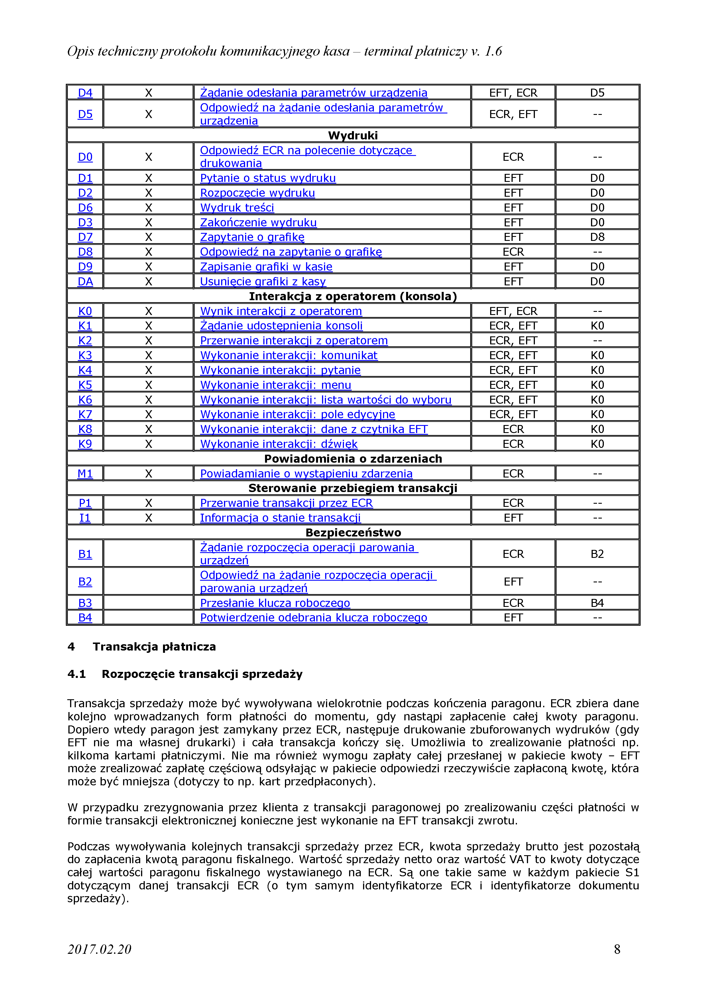 Opis techniczny protokołu komunikacyjnego kasa – terminal płatniczy v. 1.6
D4 X Żądanie odesłania parametrów urządzenia EFT, ECR D5
D5 X Odpowiedź na żądanie odesłania parametrów urządzenia ECR, EFT --
Wydruki
D0 X Odpowiedź ECR na polecenie dotyczące drukowania ECR --
D1 X Pytanie o status wydruku EFT D0
D2 X Rozpoczęcie wydruku EFT D0
D6 X Wydruk treści EFT D0
D3 X Zakończenie wydruku EFT D0
D7 X Zapytanie o grafikę EFT D8
D8 X Odpowiedź na zapytanie o grafikę ECR --
D9 X Zapisanie grafiki w kasie EFT D0
DA X Usunięcie grafiki z kasy EFT D0
Interakcja z operatorem (konsola)
K0 X Wynik interakcji z operatorem EFT, ECR --
K1 X Żądanie udostępnienia konsoli ECR, EFT K0
K2 X Przerwanie interakcji z operatorem ECR, EFT --
K3 X Wykonanie interakcji: komunikat ECR, EFT K0
K4 X Wykonanie interakcji: pytanie ECR, EFT K0
K5 X Wykonanie interakcji: menu ECR, EFT K0
K6 X Wykonanie interakcji: lista wartości do wyboru ECR, EFT K0
K7 X Wykonanie interakcji: pole edycyjne ECR, EFT K0
K8 X Wykonanie interakcji: dane z czytnika EFT ECR K0
K9 X Wykonanie interakcji: dźwięk ECR K0
Powiadomienia o zdarzeniach
M1 X Powiadamianie o wystąpieniu zdarzenia ECR --
Sterowanie przebiegiem transakcji
P1 X Przerwanie transakcji przez ECR ECR --
I1 X Informacja o stanie transakcji EFT --
Bezpieczeństwo
B1 Żądanie rozpoczęcia operacji parowania urządzeń ECR B2
B2 Odpowiedź na żądanie rozpoczęcia operacji parowania urządzeń EFT --
B3 Przesłanie klucza roboczego ECR B4
B4 Potwierdzenie odebrania klucza roboczego EFT --
4 Transakcja płatnicza
4.1 Rozpoczęcie transakcji sprzedaży
Transakcja sprzedaży może być wywoływana wielokrotnie podczas kończenia paragonu. ECR zbiera dane
kolejno wprowadzanych form płatności do momentu, gdy nastąpi zapłacenie całej kwoty paragonu.
Dopiero wtedy paragon jest zamykany przez ECR, następuje drukowanie zbuforowanych wydruków (gdy
EFT nie ma własnej drukarki) i cała transakcja kończy się. Umożliwia to zrealizowanie płatności np.
kilkoma kartami płatniczymi. Nie ma również wymogu zapłaty całej przesłanej w pakiecie kwoty – EFT
może zrealizować zapłatę częściową odsyłając w pakiecie odpowiedzi rzeczywiście zapłaconą kwotę, która
może być mniejsza (dotyczy to np. kart przedpłaconych).
W przypadku zrezygnowania przez klienta z transakcji paragonowej po zrealizowaniu części płatności w
formie transakcji elektronicznej konieczne jest wykonanie na EFT transakcji zwrotu.
Podczas wywoływania kolejnych transakcji sprzedaży przez ECR, kwota sprzedaży brutto jest pozostałą
do zapłacenia kwotą paragonu fiskalnego. Wartość sprzedaży netto oraz wartość VAT to kwoty dotyczące
całej wartości paragonu fiskalnego wystawianego na ECR. Są one takie same w każdym pakiecie S1
dotyczącym danej transakcji ECR (o tym samym identyfikatorze ECR i identyfikatorze dokumentu
sprzedaży).
2017.02.20 8